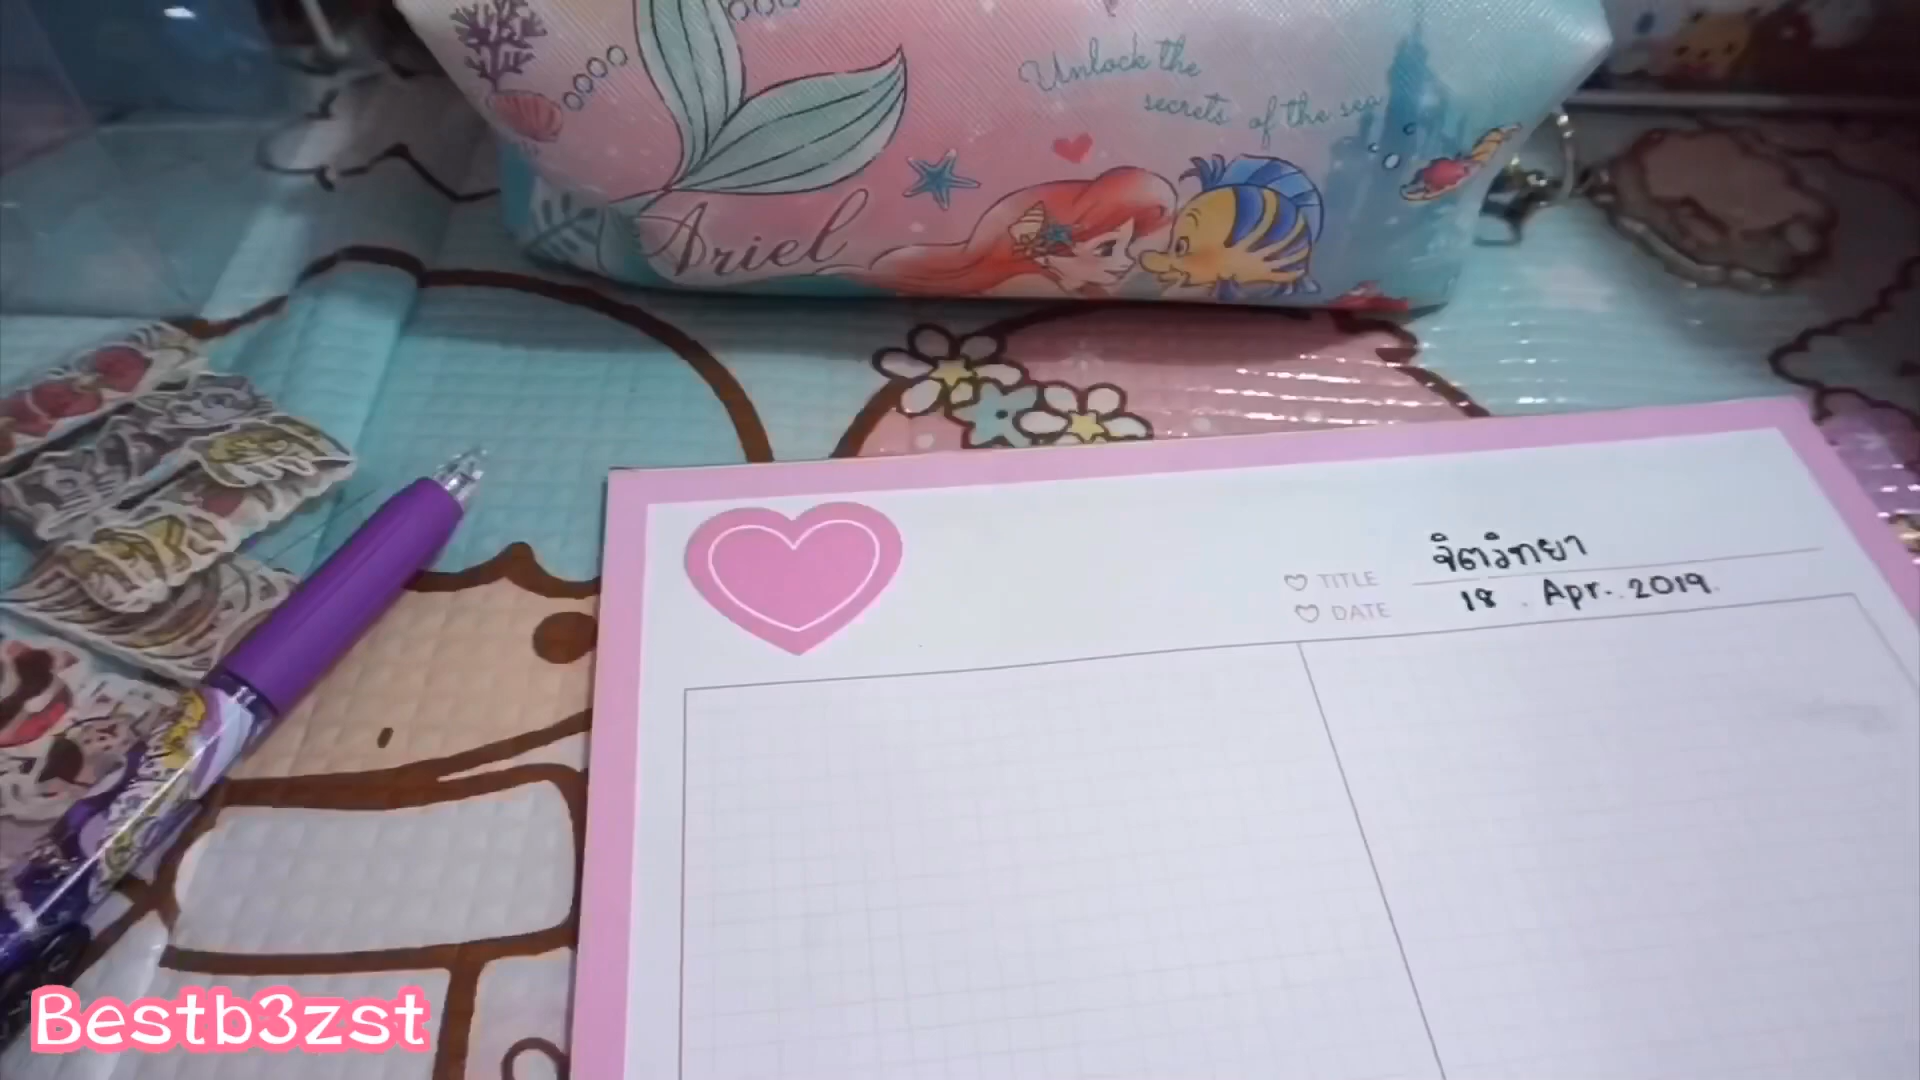 Unlock the
secrets of the sea
Ariel
TITLE จิตวิทยา
DATE 18 . Apr. 2019.
Bestb3zst